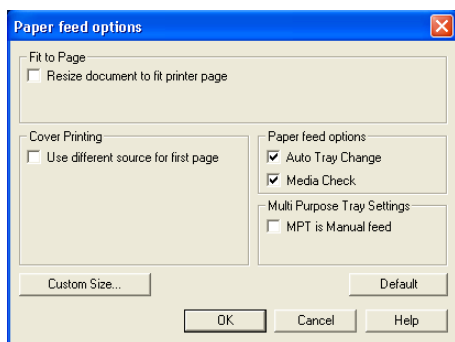 Paper feed options
Fit to Page
Resize document to fit printer page
Cover Printing
Use different source for first page
Paper feed options
Auto Tray Change
Media Check
Multi Purpose Tray Settings
MPT is Manual feed
Custom Size...
Default
OK
Cancel
Help